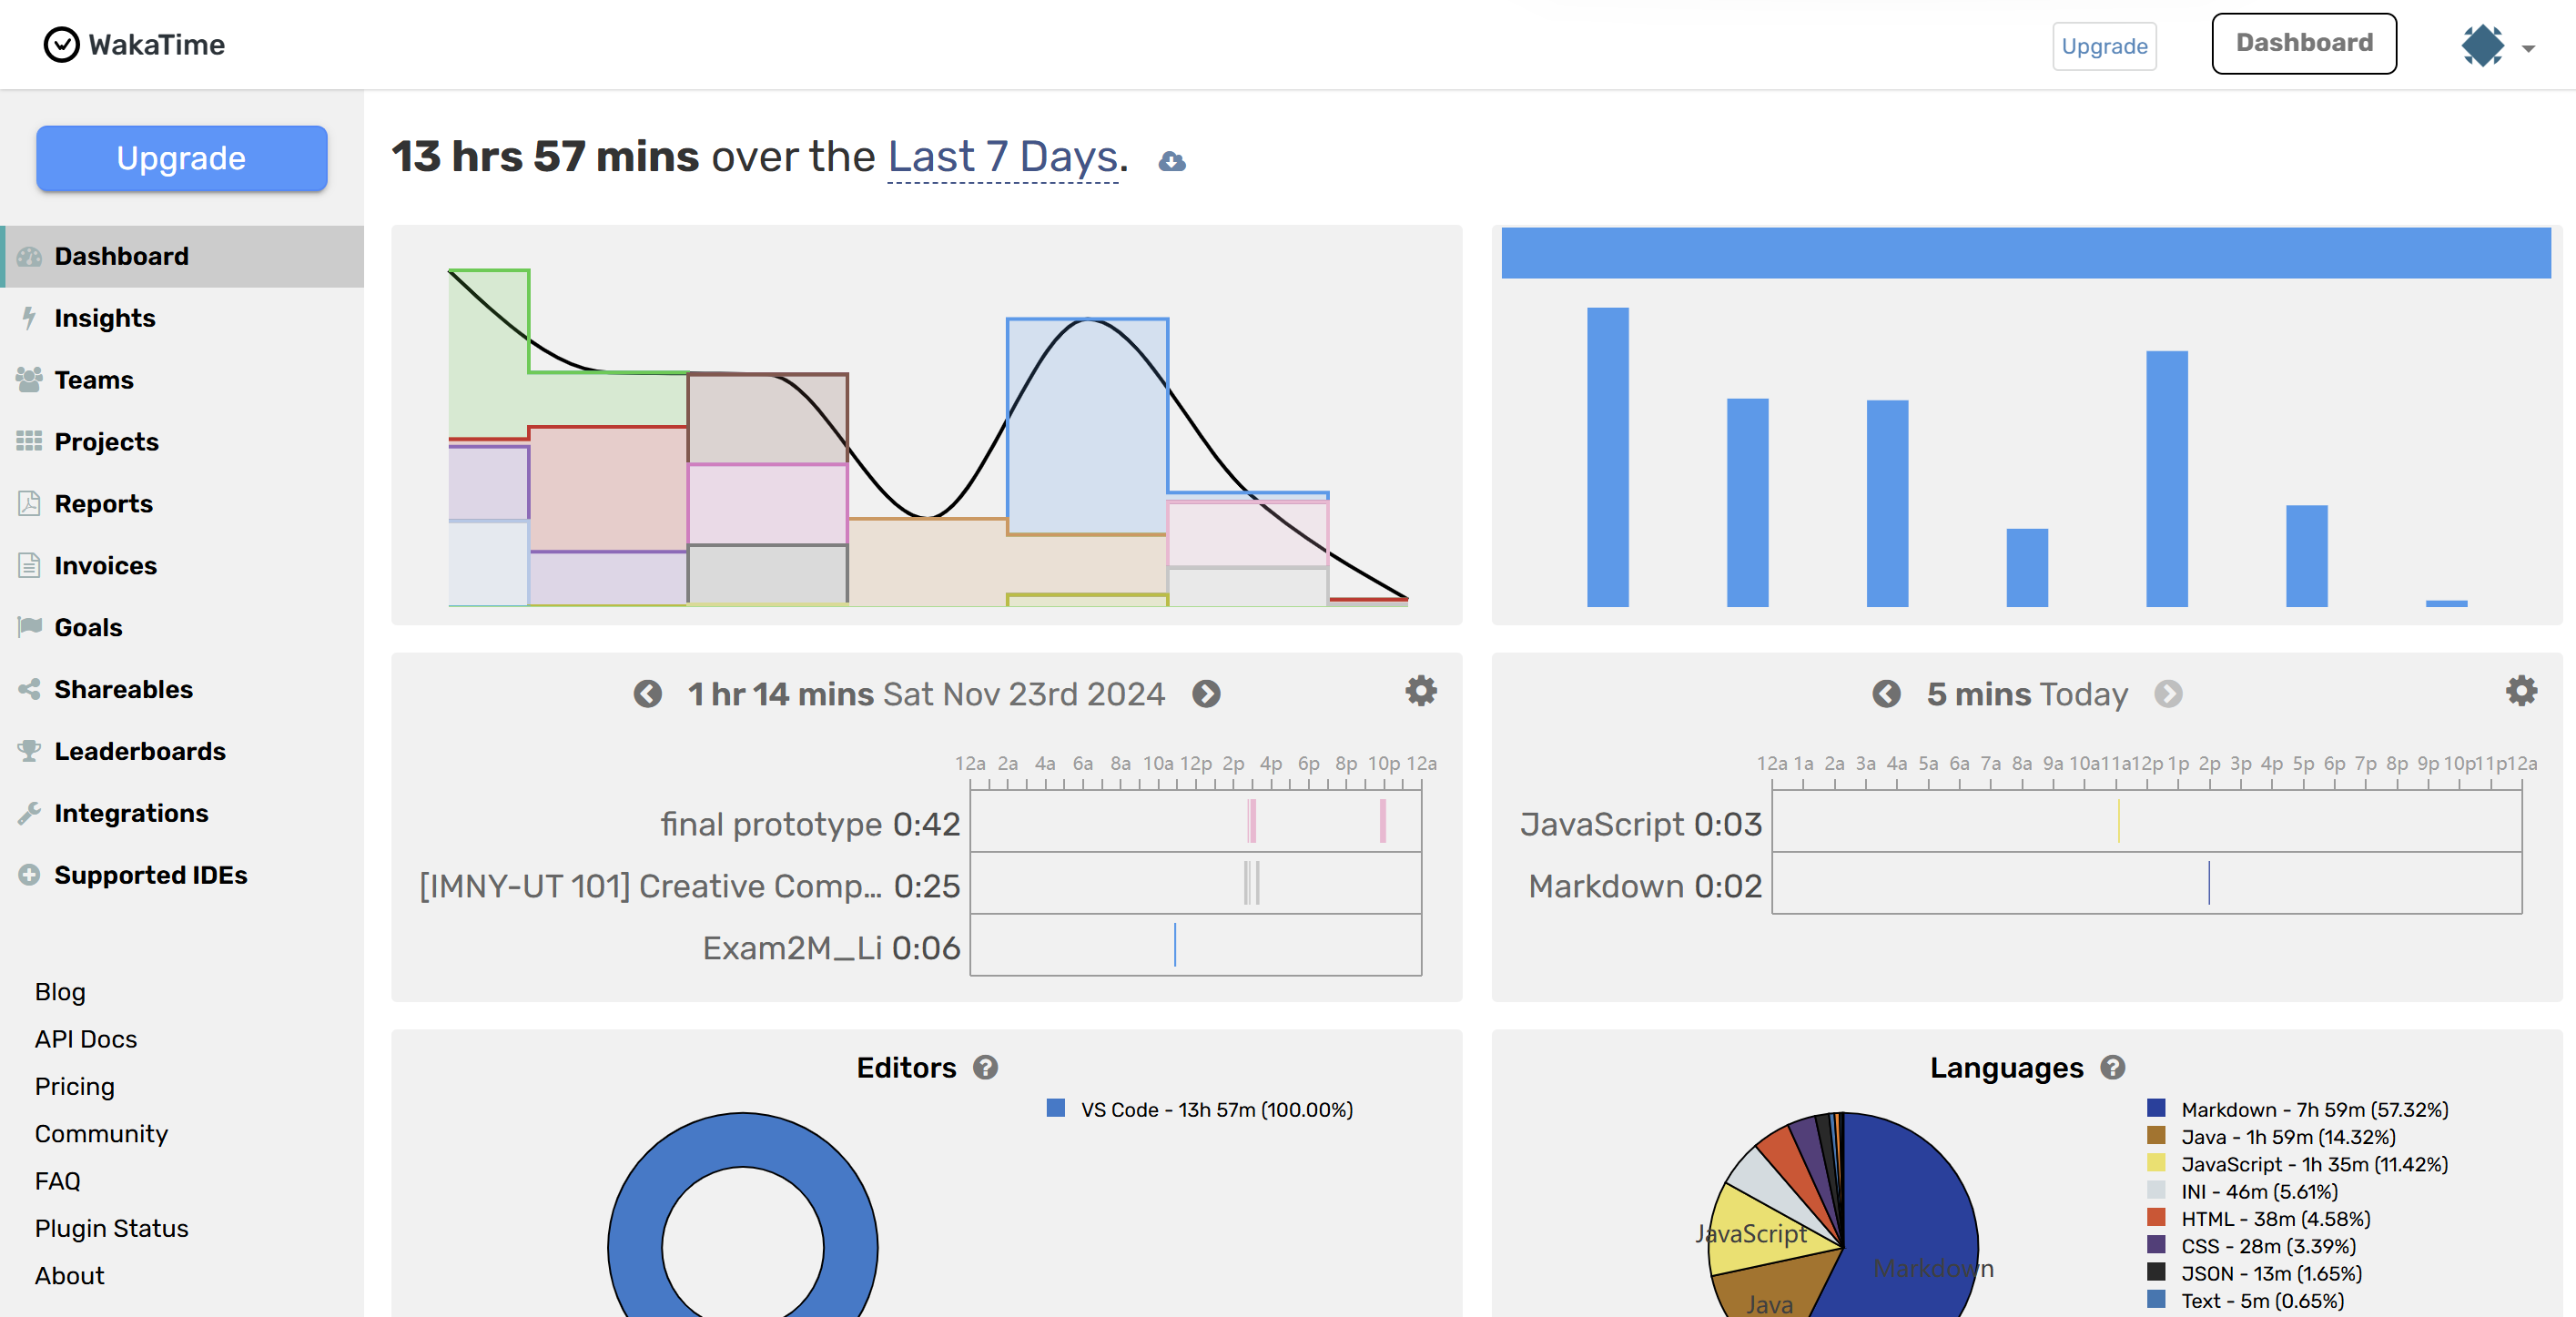 WakaTime
Upgrade
Dashboard
Upgrade
Dashboard
Insights
Teams
Projects
Reports
Invoices
Goals
Shareables
Leaderboards
Integrations
Supported IDEs
Blog
API Docs
Pricing
Community
FAQ
Plugin Status
About
13 hrs 57 mins over the Last 7 Days.
1 hr 14 mins Sat Nov 23rd 2024
12a 2a 4a 6a 8a 10a 12p 2p 4p 6p 8p 10p 12a
final prototype 0:42
[IMNY-UT 101] Creative Comp... 0:25
Exam2M_Li 0:06
5 mins Today
12a 1a 2a 3a 4a 5a 6a 7a 8a 9a 10a 11a 12p 1p 2p 3p 4p 5p 6p 7p 8p 9p 10p 11p 12a
JavaScript 0:03
Markdown 0:02
Editors
VS Code - 13h 57m (100.00%)
Languages
JavaScript
Markdown
Java
Markdown - 7h 59m (57.32%)
Java - 1h 59m (14.32%)
JavaScript - 1h 35m (11.42%)
INI - 46m (5.61%)
HTML - 38m (4.58%)
CSS - 28m (3.39%)
JSON - 13m (1.65%)
Text - 5m (0.65%)